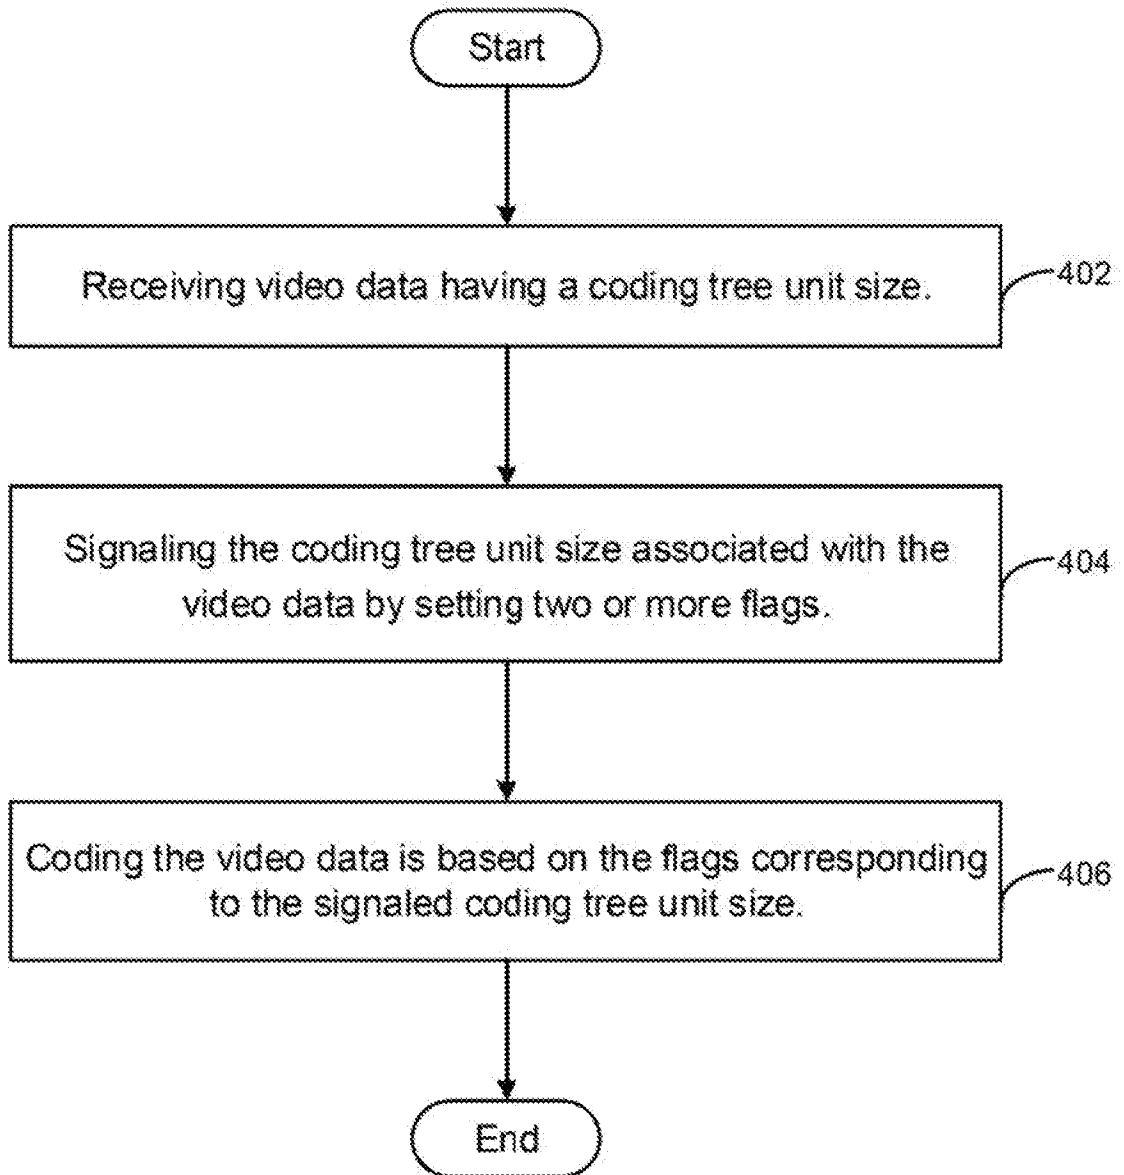 Start
Receiving video data having a coding tree unit size.
402
Signaling the coding tree unit size associated with the
video data by setting two or more flags.
404
Coding the video data is based on the flags corresponding
to the signaled coding tree unit size.
406
End